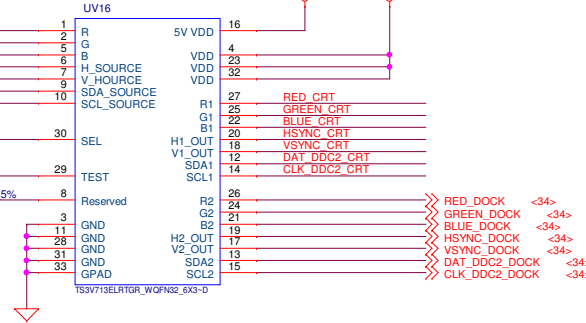 UV16
1 R 5V VDD 16
2 G
5 B VDD 4
6 H_SOURCE VDD 23
7 V_HOURCE VDD 32
9 SDA_SOURCE
10 SCL_SOURCE R1 27 RED_CRT
G1 25 GREEN_CRT
B1 22 BLUE_CRT
30 SEL H1_OUT 20 HSYNC_CRT
V1_OUT 18 VSYNC_CRT
SDA1 12 DAT_DDC2_CRT
29 TEST SCL1 14 CLK_DDC2_CRT
5% 8 Reserved R2 26 RED_DOCK <34>
G2 24 GREEN_DOCK <34>
3 GND B2 21 BLUE_DOCK <34>
11 GND H2_OUT 19 HSYNC_DOCK <34>
28 GND V2_OUT 17 VSYNC_DOCK <34>
31 GND SDA2 13 DAT_DDC2_DOCK <34>
33 GPAD SCL2 15 CLK_DDC2_DOCK <34>
TS3V713ELRTGR_WQFN32_6X3~D